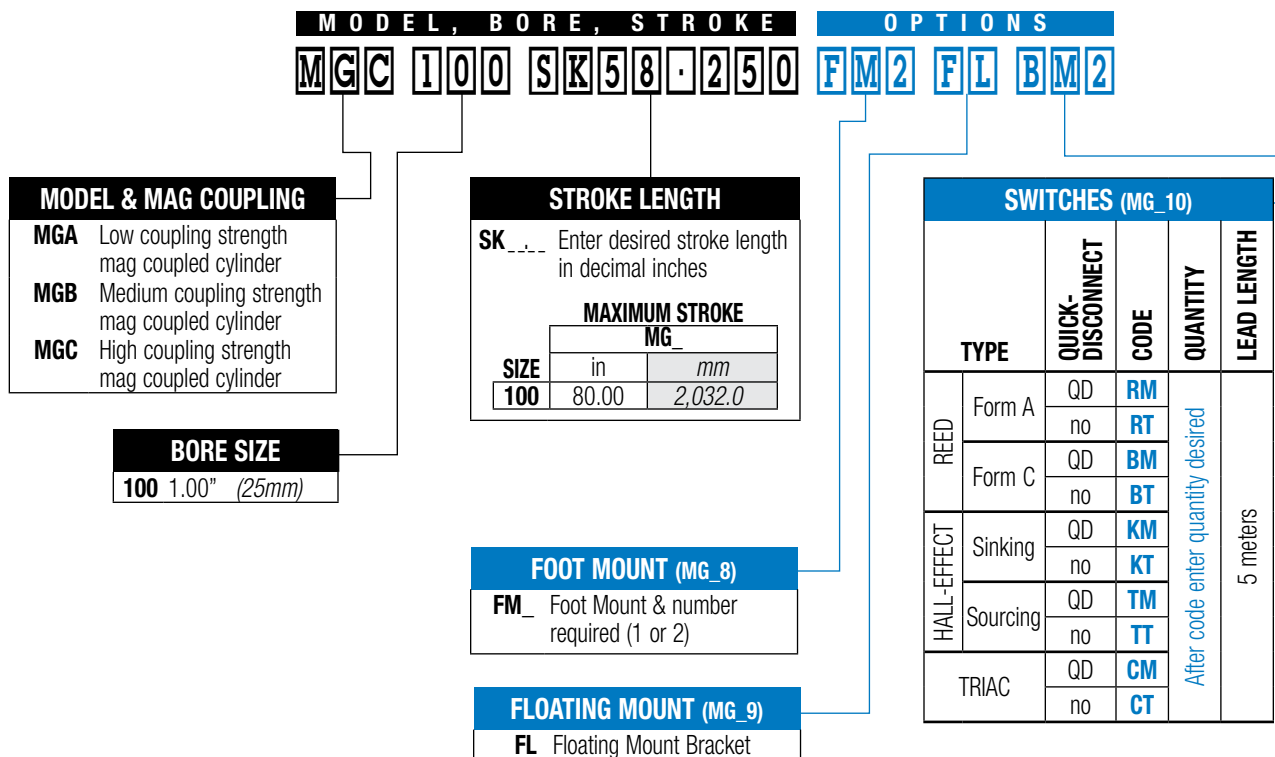 MODEL, BORE, STROKE OPTIONS
MGC 100 SK58.250 FM2 FL BM2
MODEL & MAG COUPLING
MGA Low coupling strength
mag coupled cylinder
MGB Medium coupling strength
mag coupled cylinder
MGC High coupling strength
mag coupled cylinder
BORE SIZE
100 1.00” (25mm)
STROKE LENGTH
SK_ _._ _ Enter desired stroke length
in decimal inches
MAXIMUM STROKE
MG_
SIZE in mm
100 80.00 2,032.0
FOOT MOUNT (MG_8)
FM_ Foot Mount & number
required (1 or 2)
FLOATING MOUNT (MG_9)
FL Floating Mount Bracket
SWITCHES (MG_10)
TYPE
QUICK-
DISCONNECT
CODE
QUANTITY
LEAD LENGTH
REED
Form A
QD RM
no RT
Form C
QD BM
no BT
HALL-EFFECT
Sinking
QD KM
no KT
Sourcing
QD TM
no TT
TRIAC
QD CM
no CT
After code enter quantity desired
5 meters